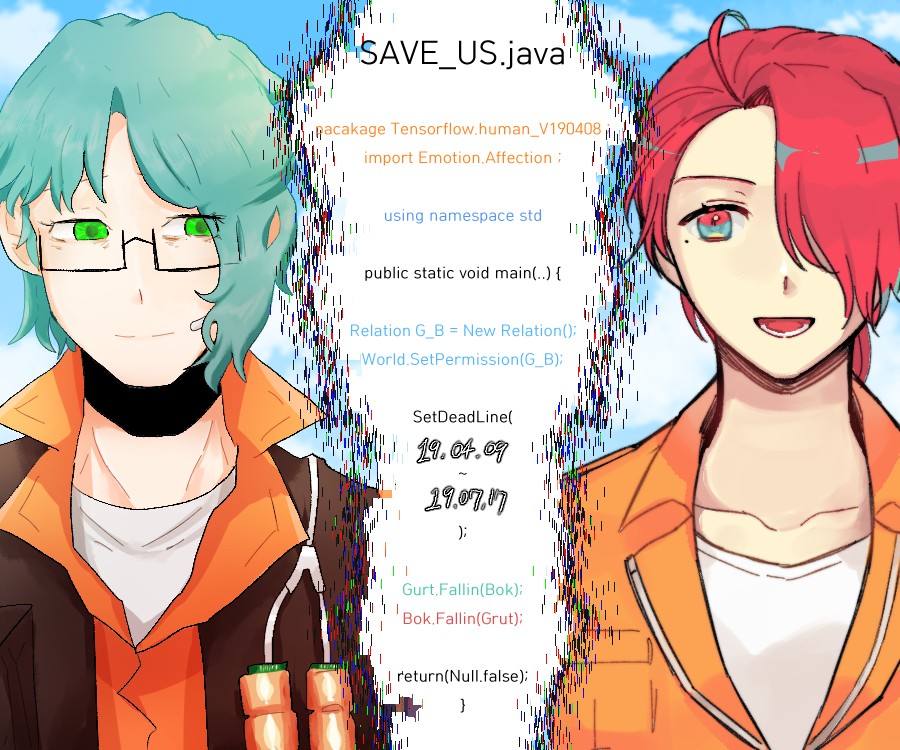 SAVE_US.java
pacakage Tensorflow.human_V190408
import Emotion.Affection ;
using namespace std
public static void main(..) {
Relation G_B = New Relation();
World.SetPermission(G_B);
SetDeadLine(
19.04.09
~
19.07.17
);
Gurt.Fallin(Bok);
Bok.Fallin(Grut);
return(Null.false);
}